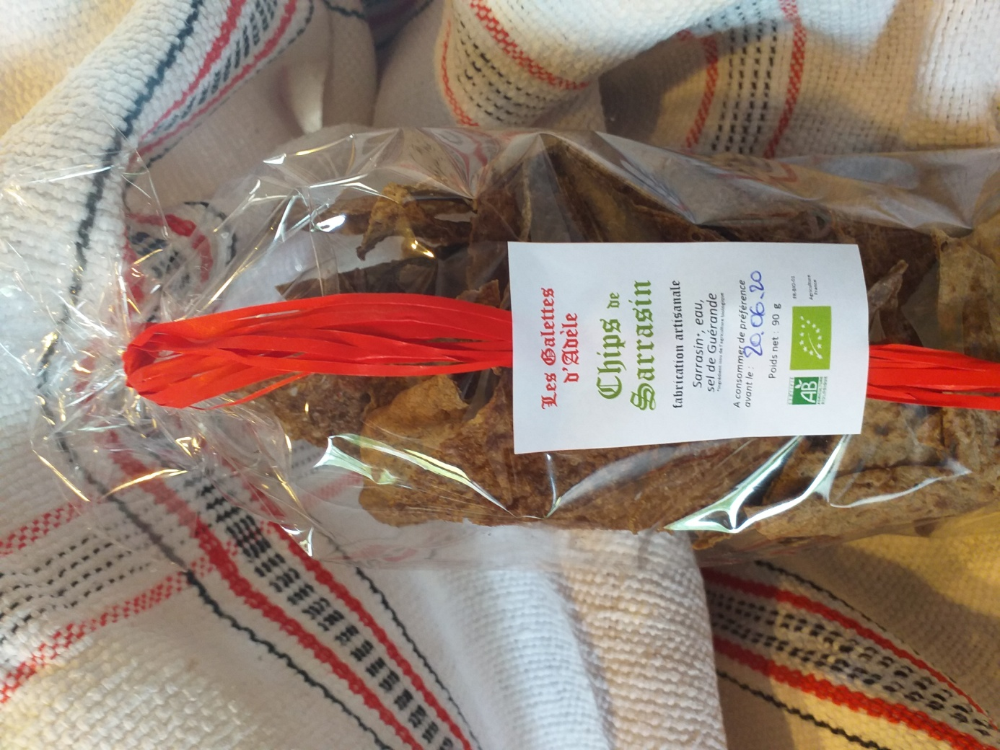 Les Galettes
d'Adèle
Chips de
Sarrasin
fabrication artisanale
Sarrasin*, eau,
sel de Guérande
*ingrédient issu de l'agriculture biologique
A consommer de préférence
avant le : 20.06.20
Poids net : 90 g
CERTIFIÉ
AB
AGRICULTURE
BIOLOGIQUE
FR-BIO-01
Agriculture
France